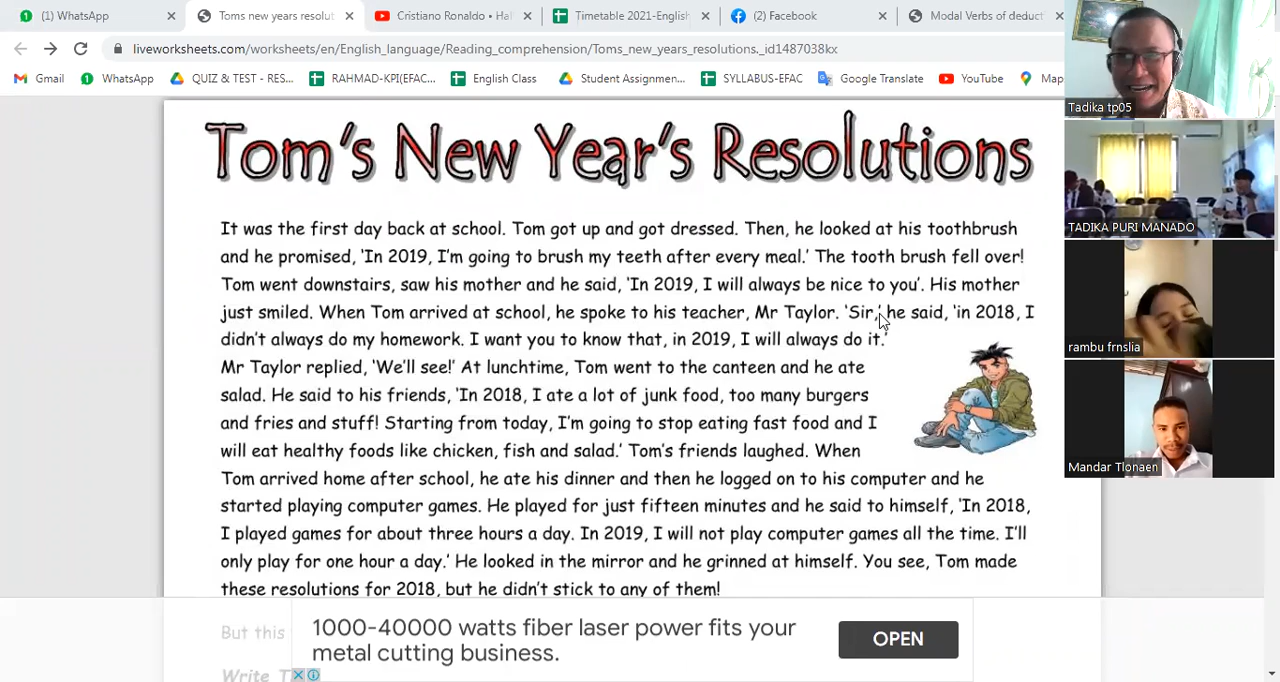 (1) WhatsApp
Toms new years resolut
Cristiano Ronaldo • Ha
Timetable 2021-English
(2) Facebook
Modal Verbs of deduct
liveworksheets.com/worksheets/en/English_language/Reading_comprehension/Toms_new_years_resolutions._id1487038kx
Gmail
WhatsApp
QUIZ & TEST - RES...
RAHMAD-KPI(EFAC...
English Class
Student Assignmen...
SYLLABUS-EFAC
Google Translate
YouTube
Map
Tadika tp05
TADIKA PURI MANADO
rambu frnslia
Mandar Tlonaen
Tom's New Year's Resolutions
It was the first day back at school. Tom got up and got dressed. Then, he looked at his toothbrush
and he promised, 'In 2019, I'm going to brush my teeth after every meal.' The tooth brush fell over!
Tom went downstairs, saw his mother and he said, 'In 2019, I will always be nice to you'. His mother
just smiled. When Tom arrived at school, he spoke to his teacher, Mr Taylor. 'Sir,' he said, 'in 2018, I
didn't always do my homework. I want you to know that, in 2019, I will always do it.'
Mr Taylor replied, 'We'll see!' At lunchtime, Tom went to the canteen and he ate
salad. He said to his friends, 'In 2018, I ate a lot of junk food, too many burgers
and fries and stuff! Starting from today, I'm going to stop eating fast food and I
will eat healthy foods like chicken, fish and salad.' Tom's friends laughed. When
Tom arrived home after school, he ate his dinner and then he logged on to his computer and he
started playing computer games. He played for just fifteen minutes and he said to himself, 'In 2018,
I played games for about three hours a day. In 2019, I will not play computer games all the time. I'll
only play for one hour a day.' He looked in the mirror and he grinned at himself. You see, Tom made
these resolutions for 2018, but he didn't stick to any of them!
But this
Write T
1000-40000 watts fiber laser power fits your
metal cutting business.
OPEN